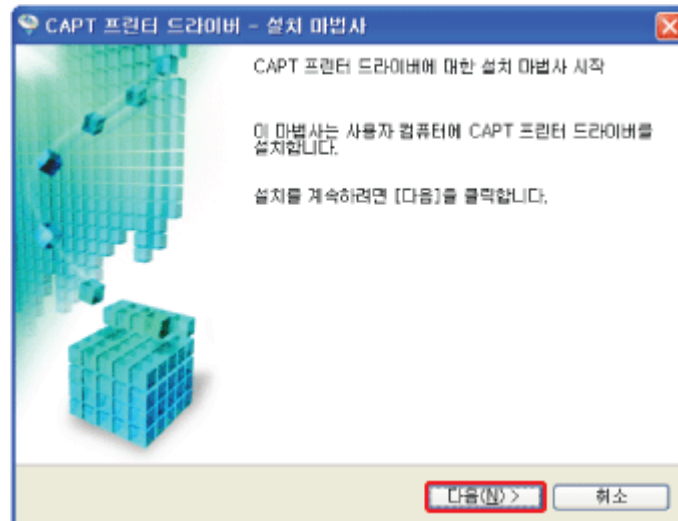 CAPT 프린터 드라이버 - 설치 마법사
CAPT 프린터 드라이버에 대한 설치 마법사 시작
이 마법사는 사용자 컴퓨터에 CAPT 프린터 드라이버를
설치합니다.
설치를 계속하려면 [다음]을 클릭합니다.
다음(N) >
취소